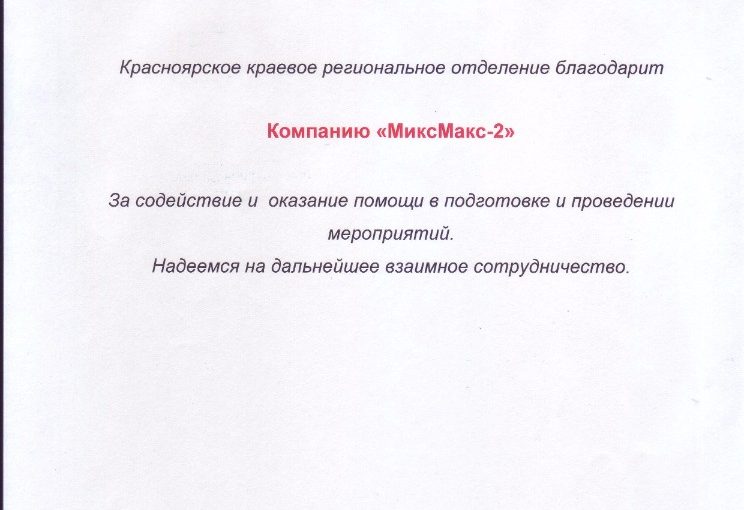 Красноярское краевое региональное отделение благодарит
Компанию «МиксМакс-2»
За содействие и  оказание помощи в подготовке и проведении
мероприятий.
Надеемся на дальнейшее взаимное сотрудничество.